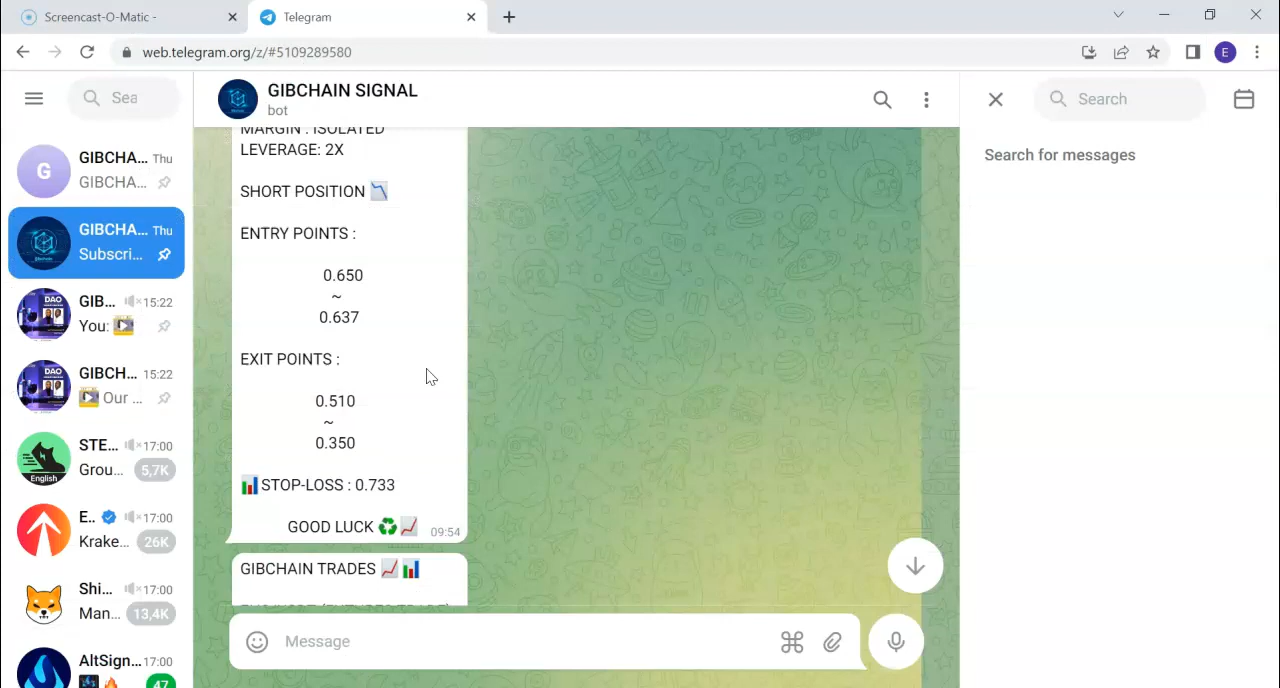 Screencast-O-Matic -
Telegram
web.telegram.org/z/#5109289580
E
Sea
GIBCHAIN SIGNAL
bot
Search
Search for messages
G
GIBCHA... Thu
GIBCHA...
GIBCHA... Thu
Subscri...
DAO
GIB... 15:22
You:
DAO
GIBCH... 15:22
Our ...
English
STE... 17:00
Grou... 5,7K
E.. 17:00
Krake... 26K
Shi... 17:00
Man... 13,4K
AltSign... 17:00
47
MARGIN : ISOLATED
LEVERAGE: 2X
SHORT POSITION 📉
ENTRY POINTS :
0.650
~
0.637
EXIT POINTS :
0.510
~
0.350
📊STOP-LOSS : 0.733
GOOD LUCK ♻️📈 09:54
GIBCHAIN TRADES 📈📊
Message